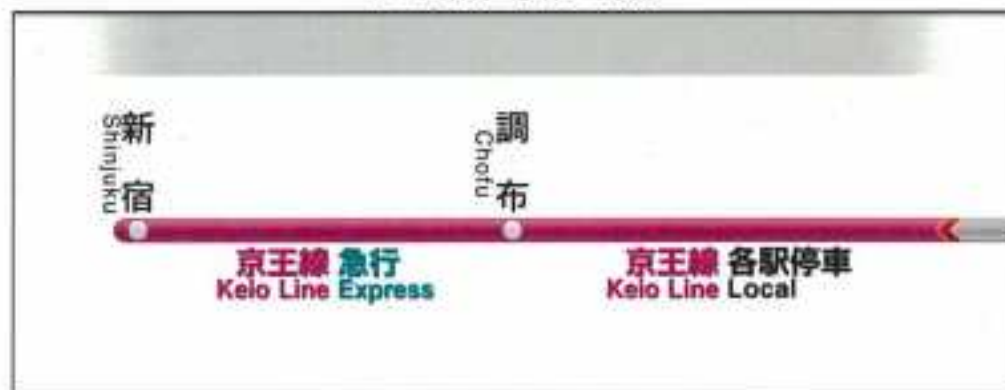 新宿
Shinjuku
調布
Chofu
京王線 急行
Keio Line Express
京王線 各駅停車
Keio Line Local